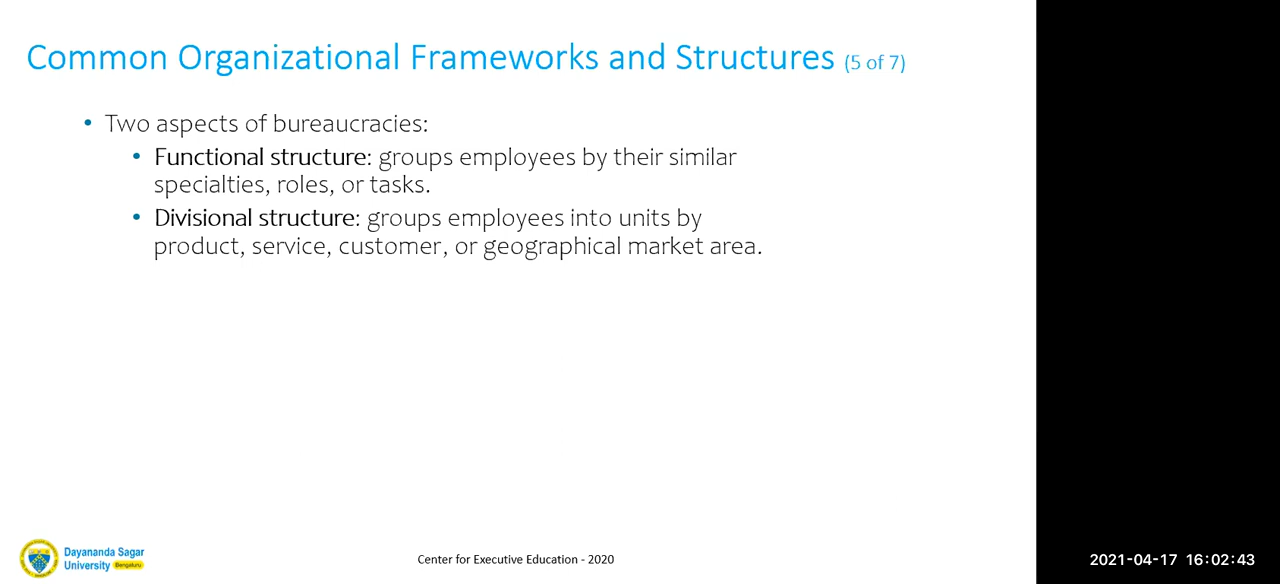 Common Organizational Frameworks and Structures (5 of 7)
• Two aspects of bureaucracies:
• Functional structure: groups employees by their similar
specialties, roles, or tasks.
• Divisional structure: groups employees into units by
product, service, customer, or geographical market area.
Dayananda Sagar
University Bengaluru
Center for Executive Education - 2020
2021-04-17 16:02:43